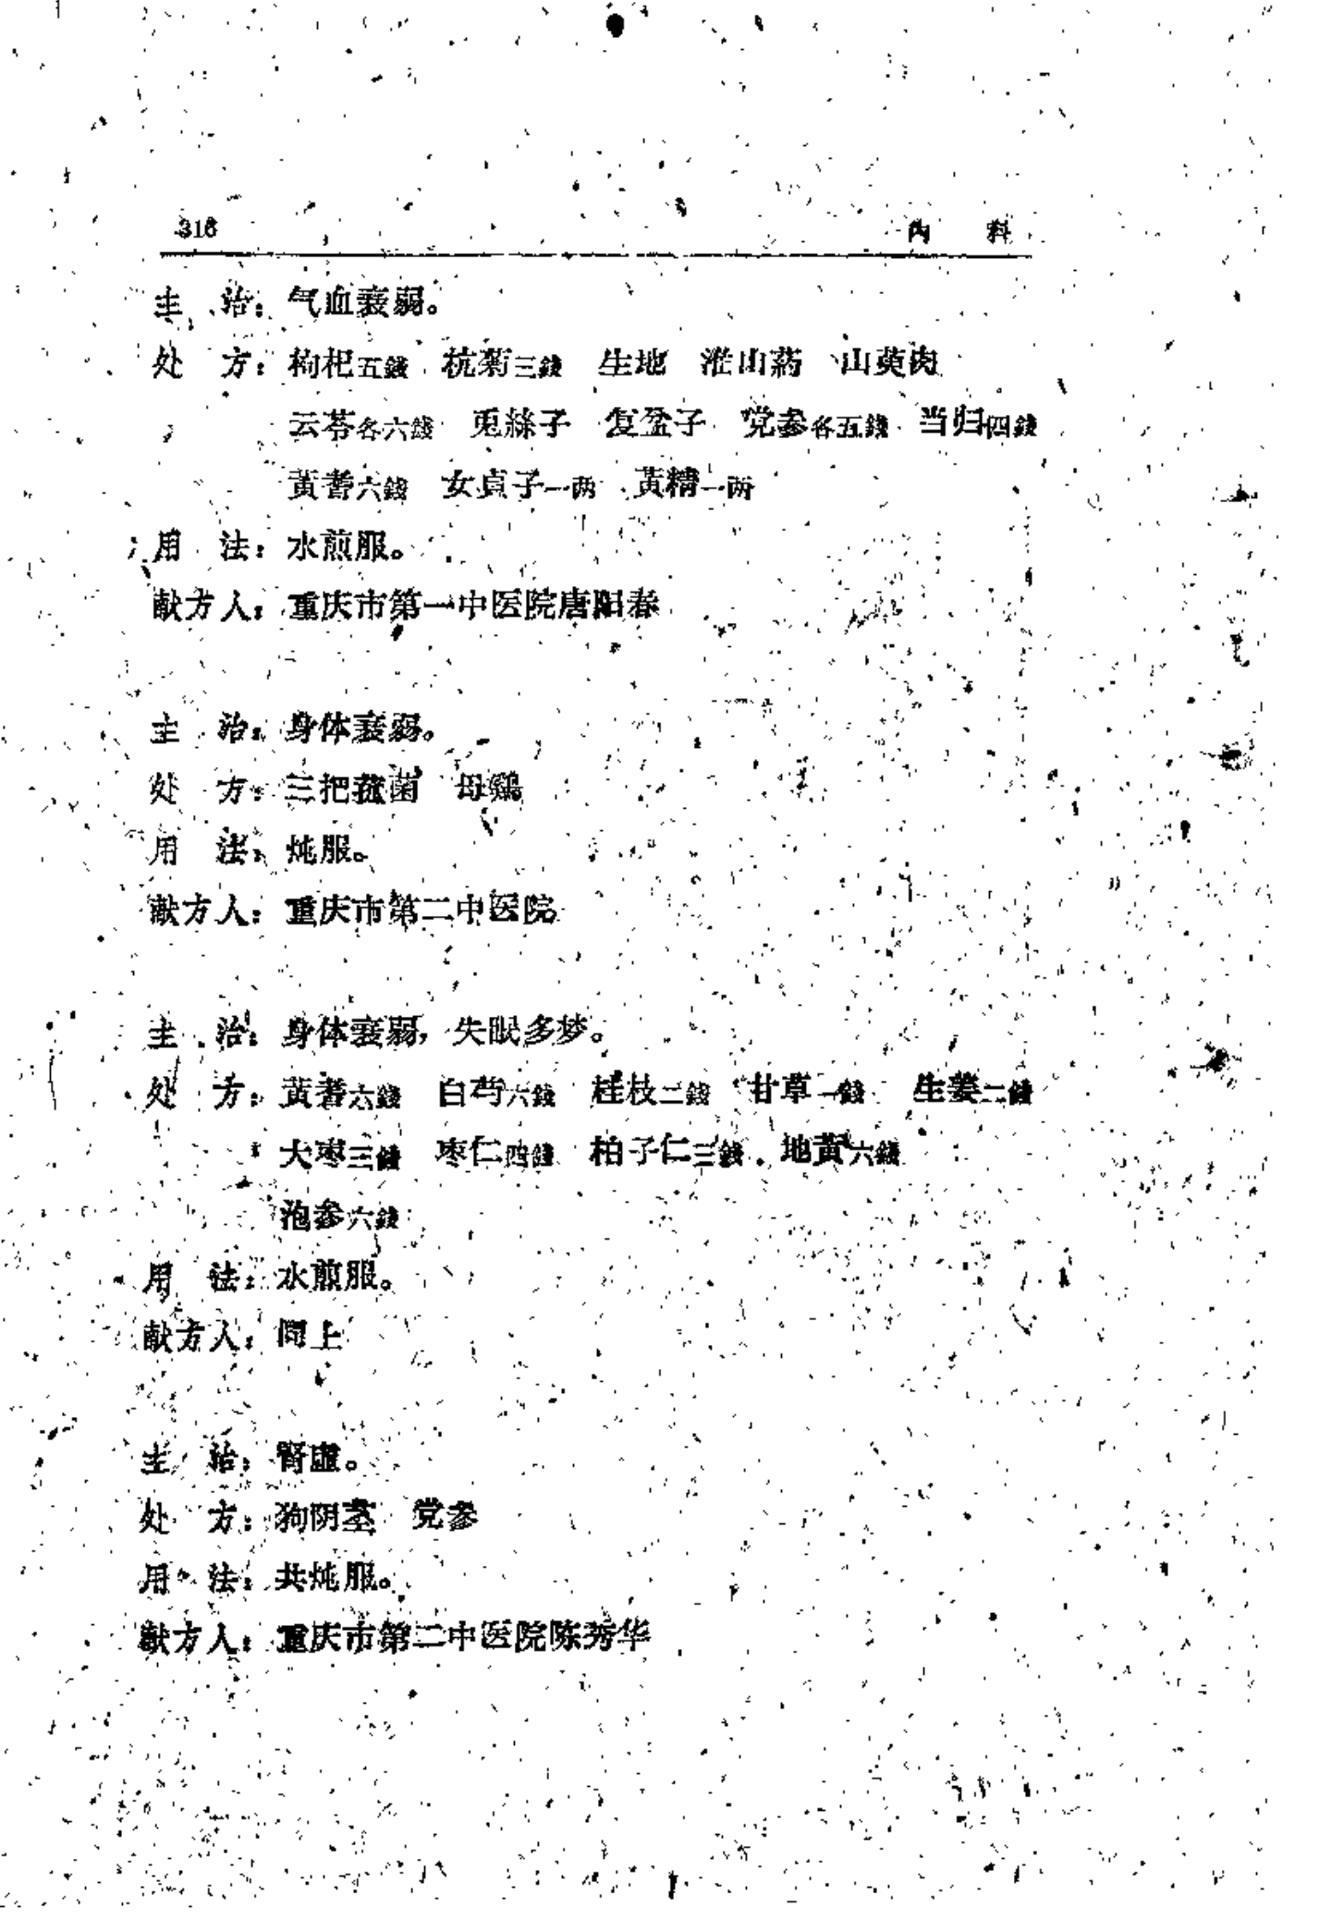 316 内 科
主 治：气血衰弱。
处 方：枸杞五錢 杭菊三錢 生地 淮山葯 山萸肉
云苓各六錢 兎絲子 复盆子 党参各五錢 当归四錢
黄耆六錢 女貞子一两 黄精一两
用 法：水煎服。
献方人：重庆市第一中医院唐阳春
主 治：身体衰弱。
处 方：三把菰菌 母鷄
用 法：炖服。
献方人：重庆市第二中医院
主 治：身体衰弱，失眠多梦。
处 方：黄耆六錢 白芍六錢 桂枝二錢 甘草一錢 生姜二錢
大枣三錢 枣仁四錢 柏子仁三錢 地黄六錢
泡参六錢
用 法：水煎服。
献方人：同上
主 治：腎虚。
处 方：狗阴茎 党参
用 法：共炖服。
献方人：重庆市第二中医院陈秀华